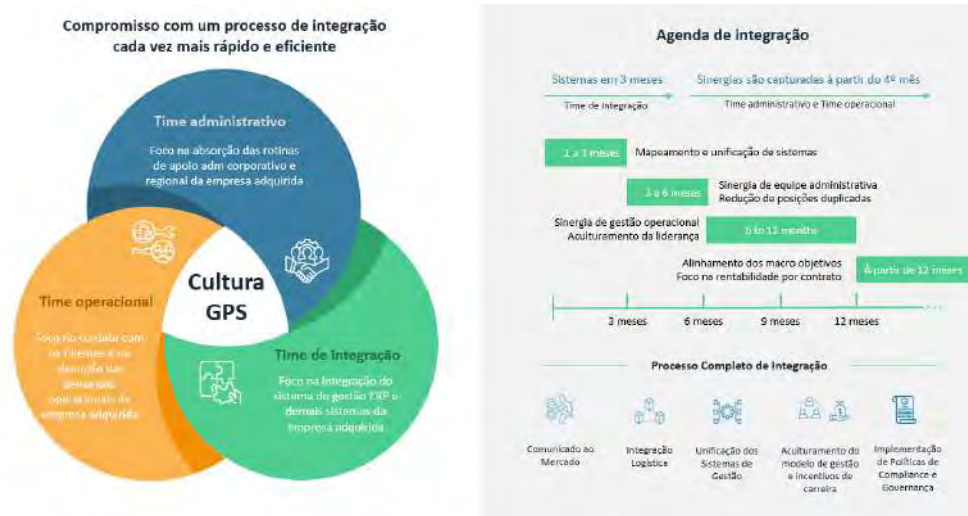 Compromisso com um processo de integração
cada vez mais rápido e eficiente
Time administrativo
Foco na absorção das rotinas
de apoio adm corporativo e
regional da empresa adquirida
Cultura
GPS
Time operacional
Foco no contato com
os clientes e na
absorção das
demandas
operacionais da
empresa adquirida
Time de integração
Foco na integração do
sistema de gestão ERP e
demais sistemas da
empresa adquirida
Agenda de integração
Sistemas em 3 meses
Sinergias são capturadas à partir do 4º mês
Time de integração
Time administrativo e Time operacional
1 a 3 meses
Mapeamento e unificação de sistemas
3 a 6 meses
Sinergia de equipe administrativa
Redução de posições duplicadas
Sinergia de gestão operacional
Aculturamento da liderança
6 to 12 months
Alinhamento dos macro objetivos
Foco na rentabilidade por contrato
À partir de 12 meses
3 meses
6 meses
9 meses
12 meses
Processo Completo de Integração
Comunicado ao
Mercado
Integração
Logística
Unificação dos
Sistemas de
Gestão
Aculturamento do
modelo de gestão
e incentivos de
carreira
Implementação
de Políticas de
Compliance e
Governança